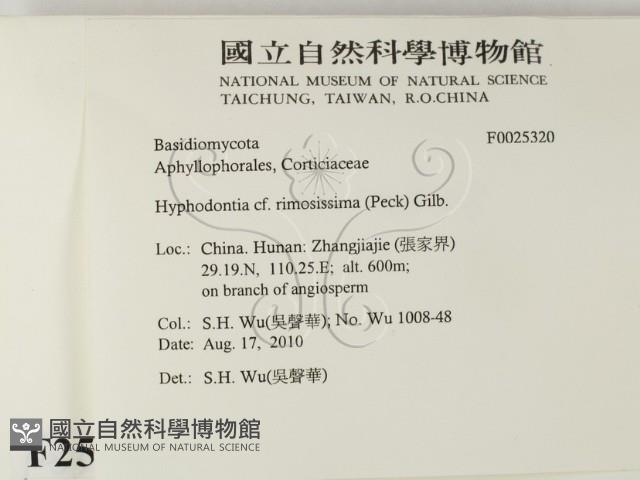 國立自然科學博物館
NATIONAL MUSEUM OF NATURAL SCIENCE
TAICHUNG, TAIWAN, R.O.CHINA
Basidiomycota F0025320
Aphyllophorales, Corticiaceae
Hyphodontia cf. rimosissima (Peck) Gilb.
Loc.: China. Hunan: Zhangjiajie (張家界)
29.19.N, 110.25.E; alt. 600m;
on branch of angiosperm
Col.: S.H. Wu(吳聲華); No. Wu 1008-48
Date: Aug. 17, 2010
Det.: S.H. Wu(吳聲華)
國立自然科學博物館
NATIONAL MUSEUM OF NATURAL SCIENCE
F25